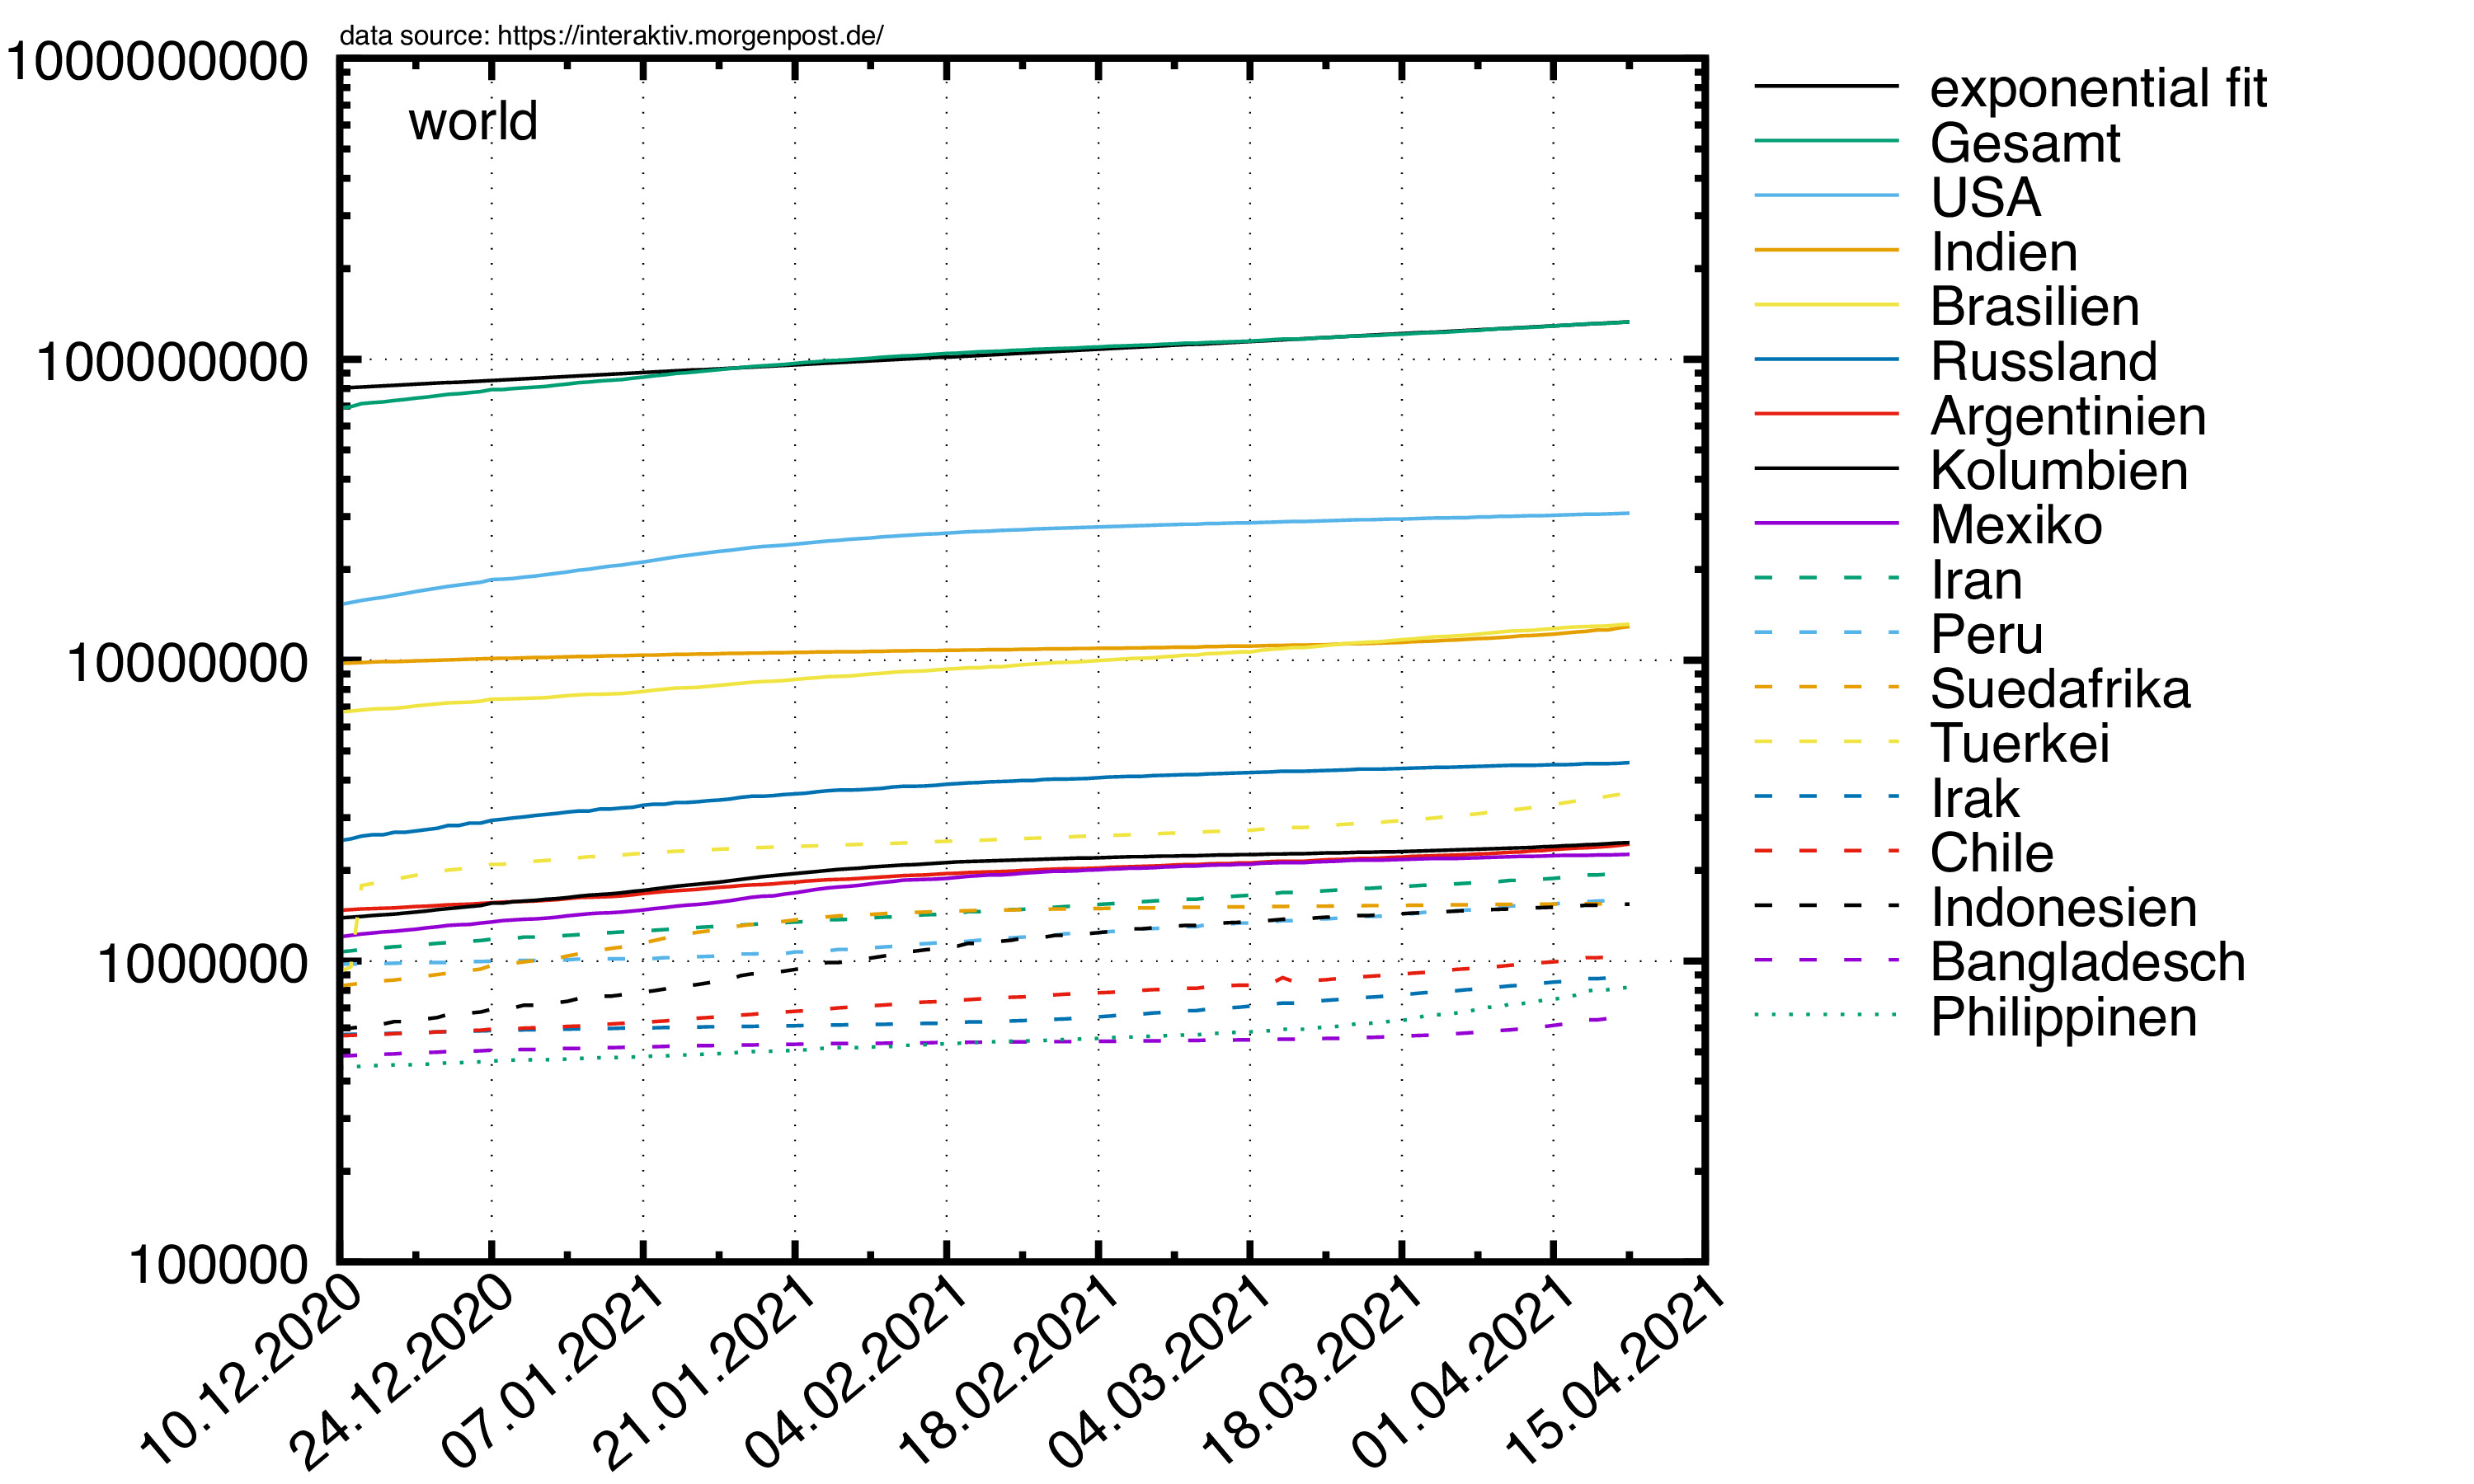 data source: https://interaktiv.morgenpost.de/
1000000000
100000000
10000000
1000000
100000
world
10.12.2020
24.12.2020
07.01.2021
21.01.2021
04.02.2021
18.02.2021
04.03.2021
18.03.2021
01.04.2021
15.04.2021
exponential fit
Gesamt
USA
Indien
Brasilien
Russland
Argentinien
Kolumbien
Mexiko
Iran
Peru
Suedafrika
Tuerkei
Irak
Chile
Indonesien
Bangladesch
Philippinen